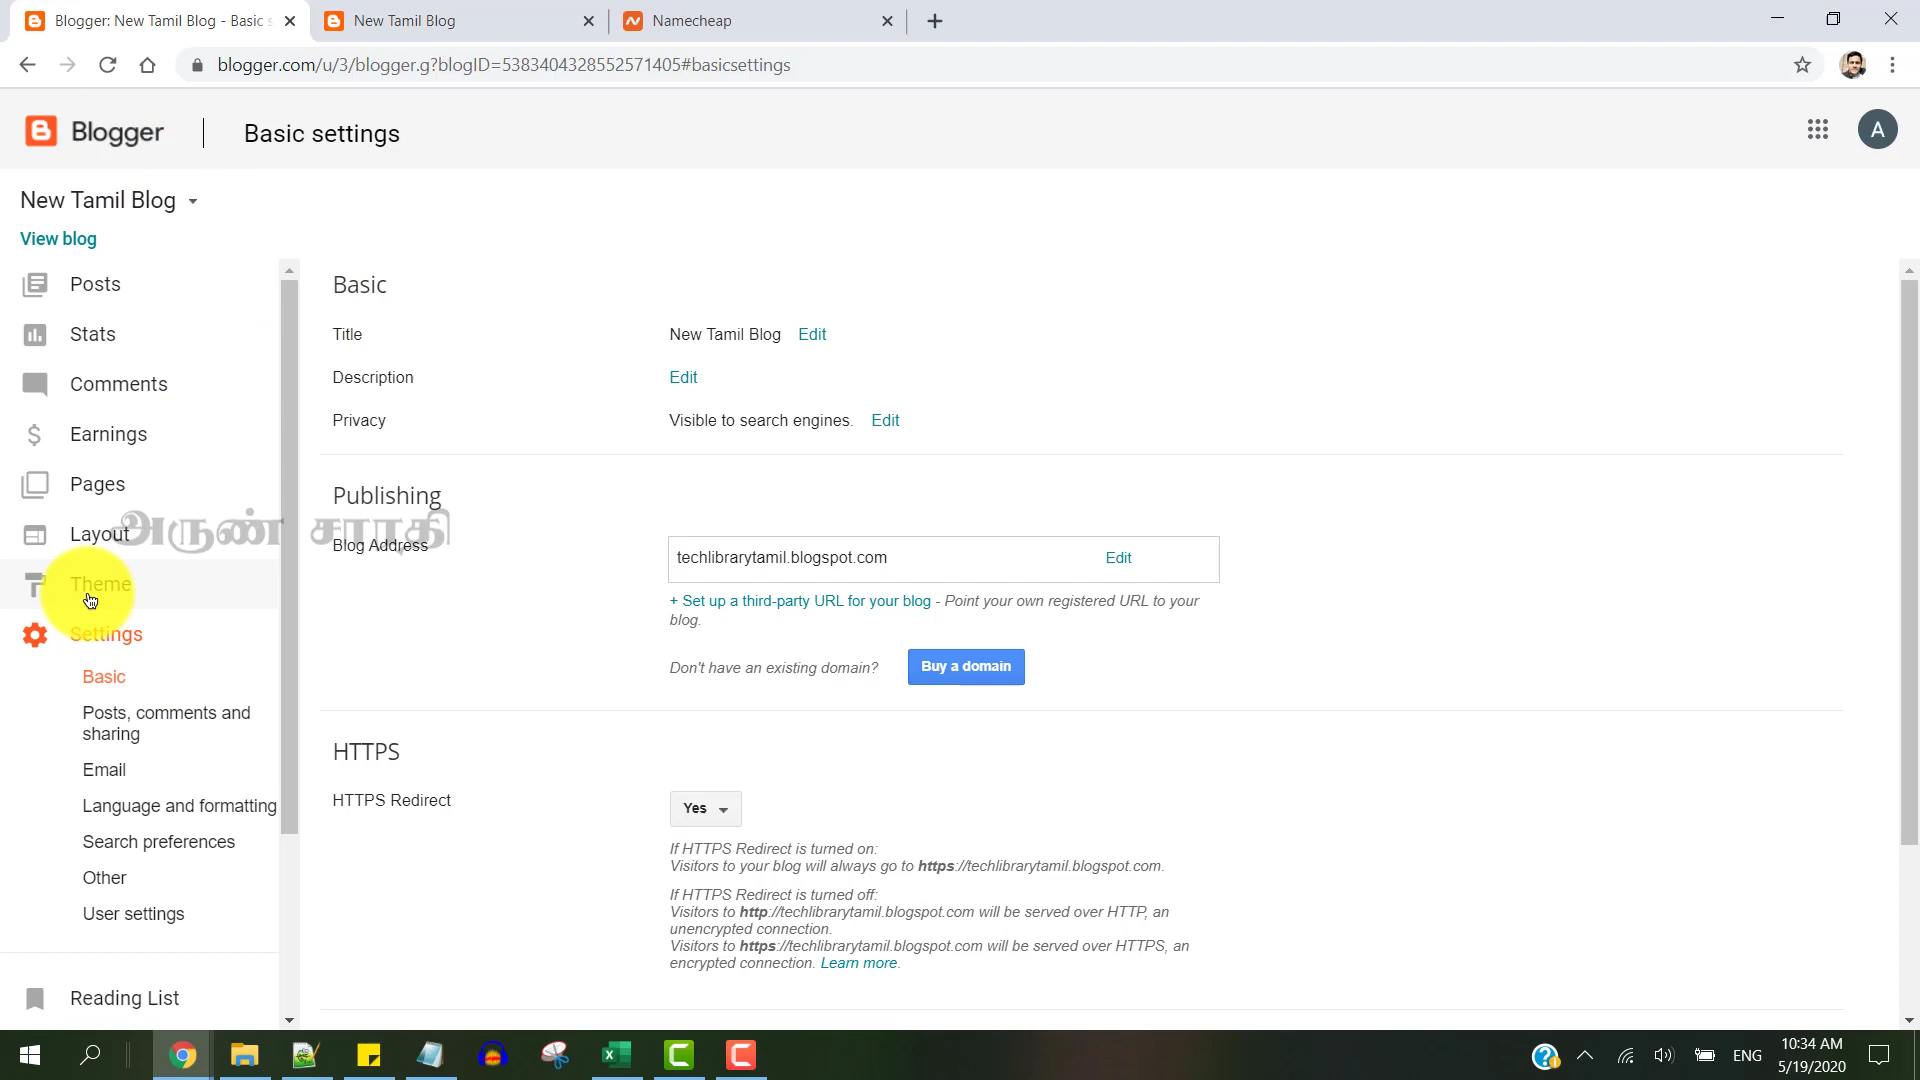 Blogger: New Tamil Blog - Basic s
New Tamil Blog
Namecheap
blogger.com/u/3/blogger.g?blogID=5383404328552571405#basicsettings
Blogger
Basic settings
A
New Tamil Blog
View blog
Posts
Stats
Comments
Earnings
Pages
Layout
Theme
Settings
Basic
Posts, comments and
sharing
Email
Language and formatting
Search preferences
Other
User settings
Reading List
அருண் சாரதி
Basic
Title
New Tamil Blog Edit
Description
Edit
Privacy
Visible to search engines. Edit
Publishing
Blog Address
techlibrarytamil.blogspot.com Edit
+ Set up a third-party URL for your blog - Point your own registered URL to your
blog.
Don't have an existing domain? Buy a domain
HTTPS
HTTPS Redirect
Yes
If HTTPS Redirect is turned on:
Visitors to your blog will always go to https://techlibrarytamil.blogspot.com.
If HTTPS Redirect is turned off:
Visitors to http://techlibrarytamil.blogspot.com will be served over HTTP, an
unencrypted connection.
Visitors to https://techlibrarytamil.blogspot.com will be served over HTTPS, an
encrypted connection. Learn more.
ENG
10:34 AM
5/19/2020